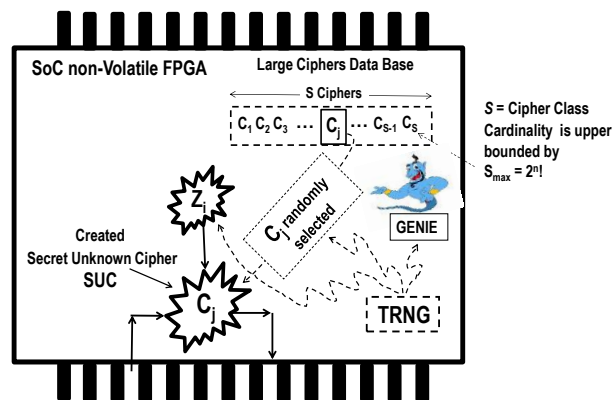 SoC non-Volatile FPGA
Large Ciphers Data Base
S Ciphers
C1 C2 C3 ... Cj ... CS-1 CS
S = Cipher Class
Cardinality is upper
bounded by
Smax = 2ⁿ!
Zi
Cj randomly
selected
GENIE
Created
Secret Unknown Cipher
SUC
Cj
TRNG